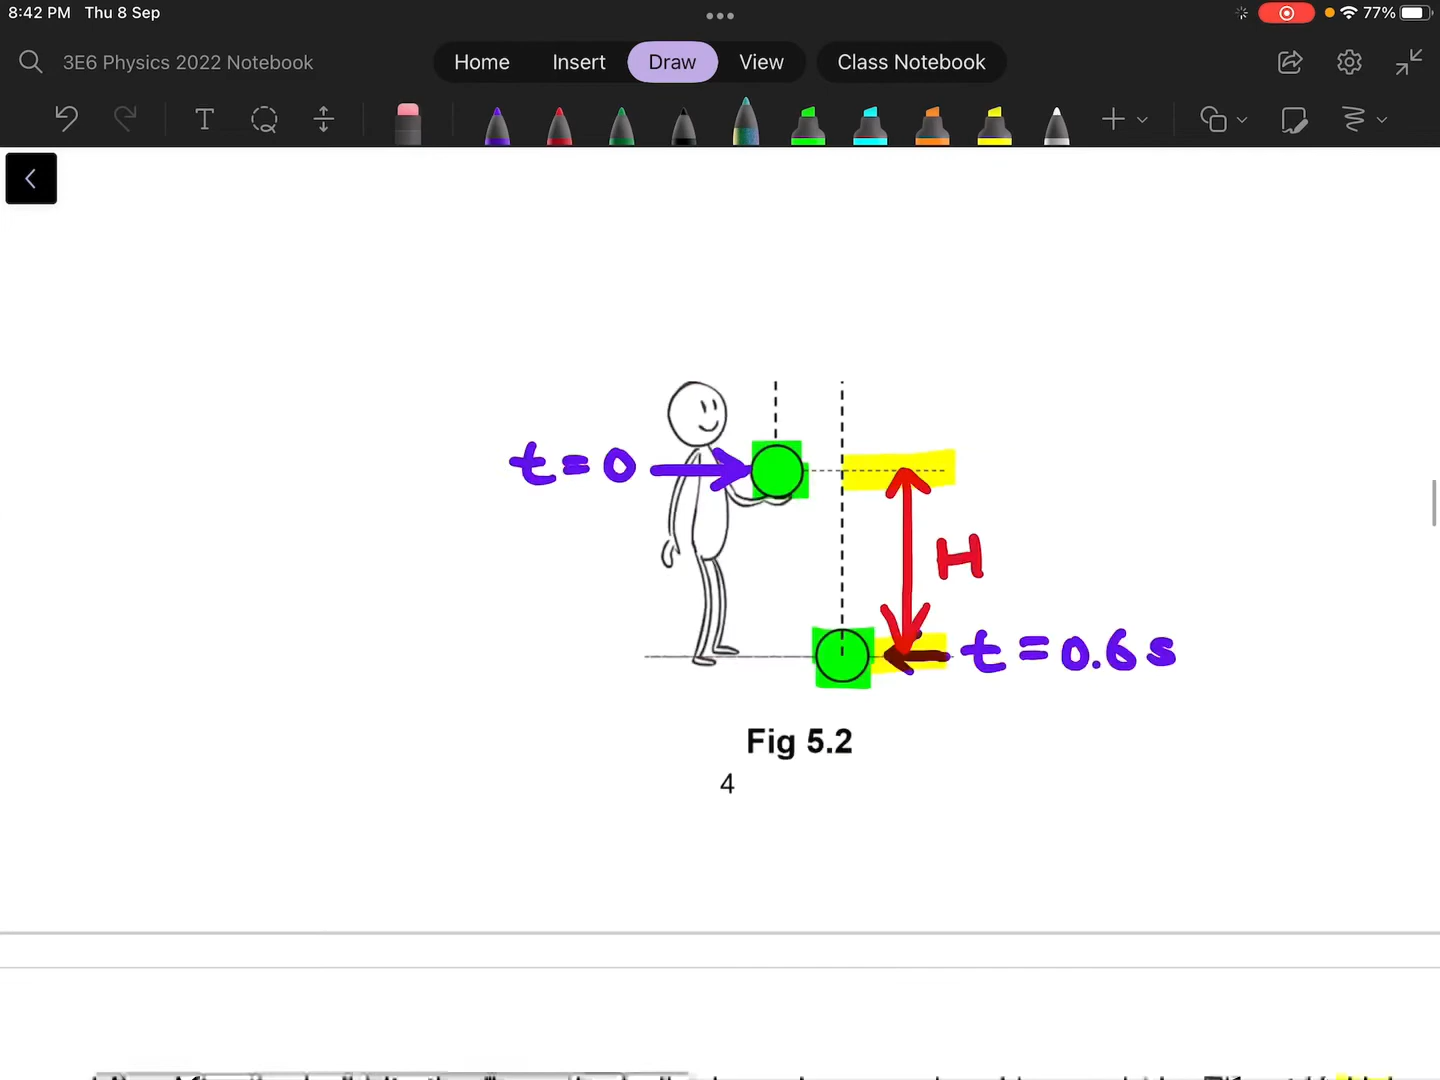 8:42 PM Thu 8 Sep
77%
3E6 Physics 2022 Notebook
Home Insert Draw View Class Notebook
t = 0
H
t = 0.6 s
Fig 5.2
4